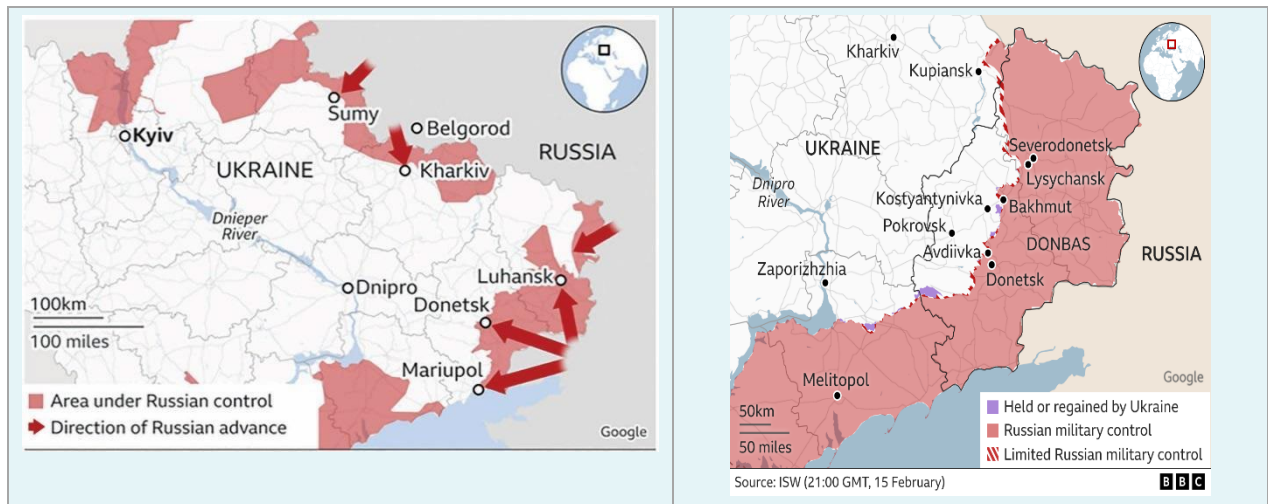 Kyiv
Sumy
Belgorod
RUSSIA
UKRAINE
Kharkiv
Dnieper
River
Luhansk
Dnipro
Donetsk
100km
100 miles
Mariupol
Area under Russian control
Direction of Russian advance
Google
Kharkiv
Kupiansk
UKRAINE
Severodonetsk
Lysychansk
Dnipro
River
Kostyantynivka
Bakhmut
Pokrovsk
DONBAS
Avdiivka
RUSSIA
Zaporizhzhia
Donetsk
Melitopol
Google
50km
50 miles
Held or regained by Ukraine
Russian military control
Limited Russian military control
Source: ISW (21:00 GMT, 15 February)
BBC